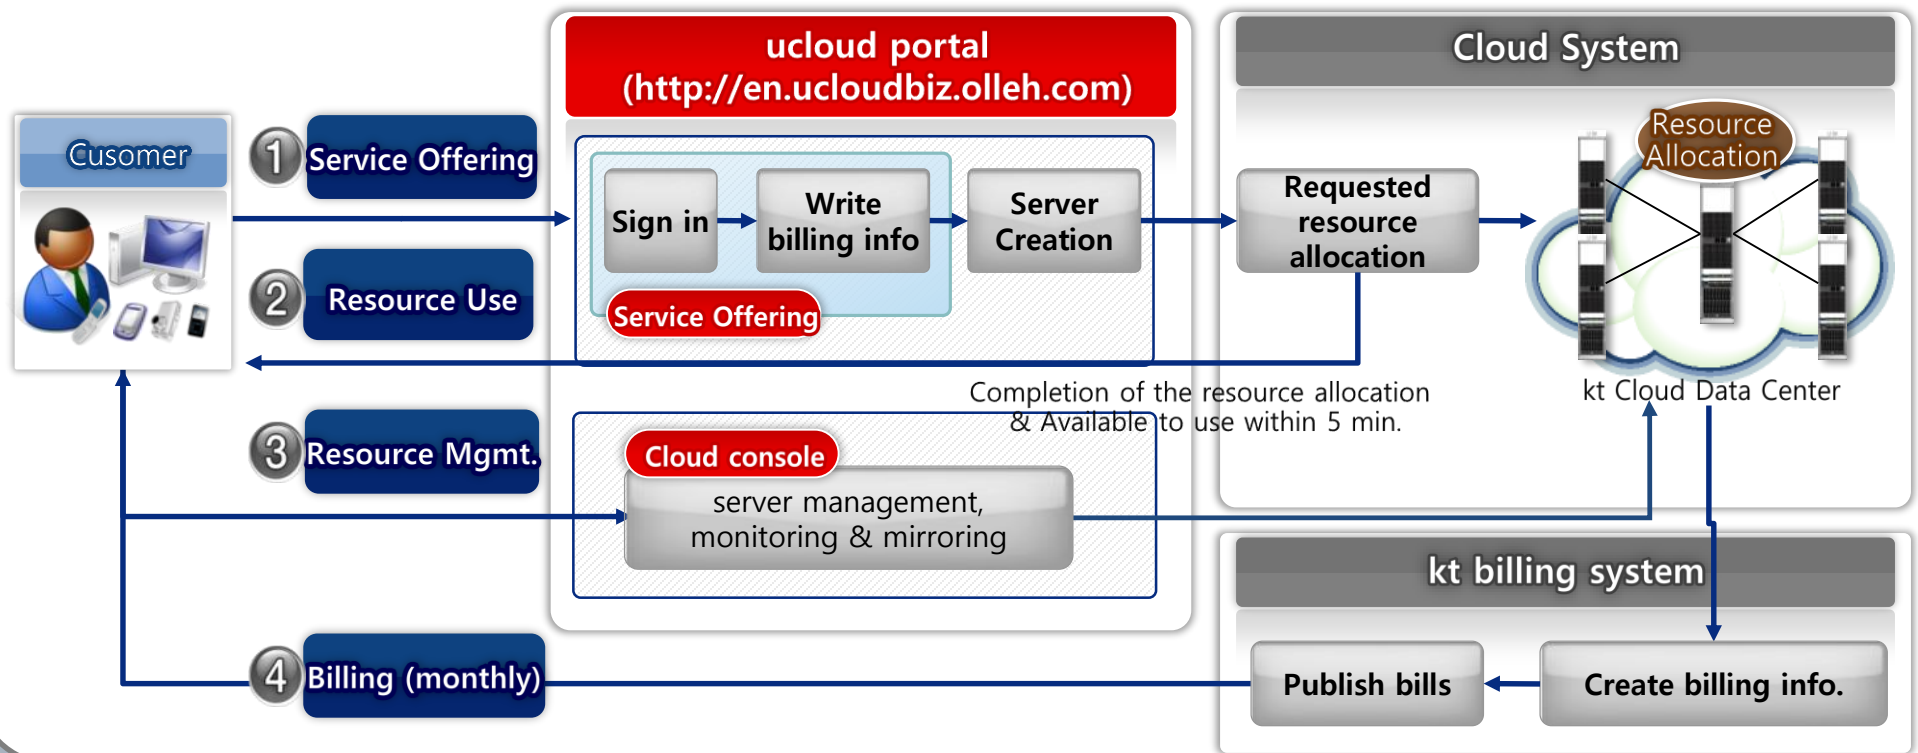 ucloud portal
(http://en.ucloudbiz.olleh.com)
Cloud System
Cusomer
1
Service Offering
Sign in
Write
billing info
Server
Creation
Service Offering
Requested
resource
allocation
Resource
Allocation
2
Resource Use
Completion of the resource allocation
& Available to use within 5 min.
kt Cloud Data Center
3
Resource Mgmt.
Cloud console
server management,
monitoring & mirroring
kt billing system
4
Billing (monthly)
Publish bills
Create billing info.